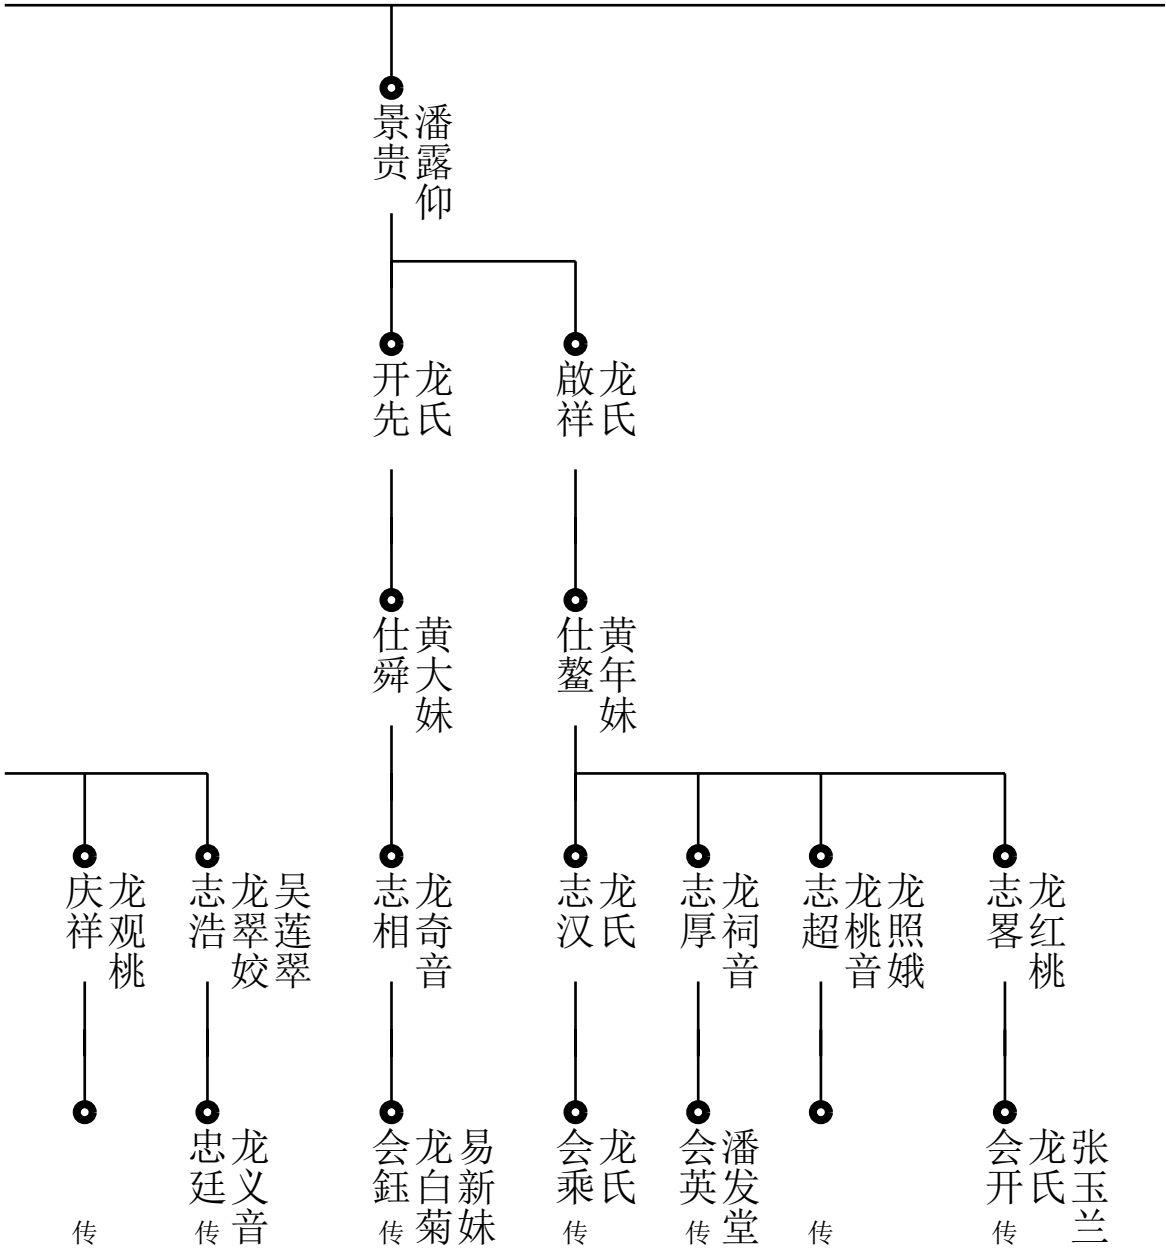 景贵
潘露仰
开先
龙氏
啟祥
龙氏
仕舜
黄大妹
仕鳌
黄年妹
庆祥
龙观桃
志浩
龙翠姣
吴莲翠
志相
龙奇音
志汉
龙氏
志厚
龙祠音
志超
龙桃音
龙照娥
志畧
龙红桃
传
忠廷
龙义音
传
会鈺
龙白菊
易新妹
传
会乘
龙氏
传
会英
潘发堂
传
传
会开
龙氏
张玉兰
传